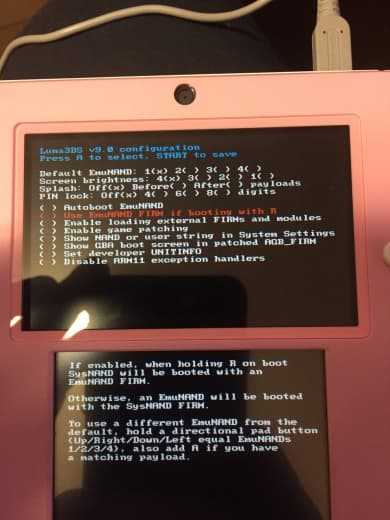 Luma3DS v9.0 configuration
Press A to select, START to save
Default EmuNAND: 1(x) 2( ) 3( ) 4( )
Screen brightness: 4(x) 3( ) 2( ) 1( )
Splash: Off(x) Before( ) After( ) payloads
PIN lock: Off(x) 4( ) 6( ) 8( ) digits
( ) Autoboot EmuNAND
( ) Use EmuNAND FIRM if booting with R
( ) Enable loading external FIRMs and modules
( ) Enable game patching
( ) Show NAND or user string in System Settings
( ) Show GBA boot screen in patched AGB_FIRM
( ) Set developer UNITINFO
( ) Disable ARM11 exception handlers
If enabled, when holding R on boot
SysNAND will be booted with an
EmuNAND FIRM.
Otherwise, an EmuNAND will be booted
with the SysNAND FIRM.
To use a different EmuNAND from the
default, hold a directional pad button
(Up/Right/Down/Left equal EmuNANDs
1/2/3/4), also add A if you have
a matching payload.